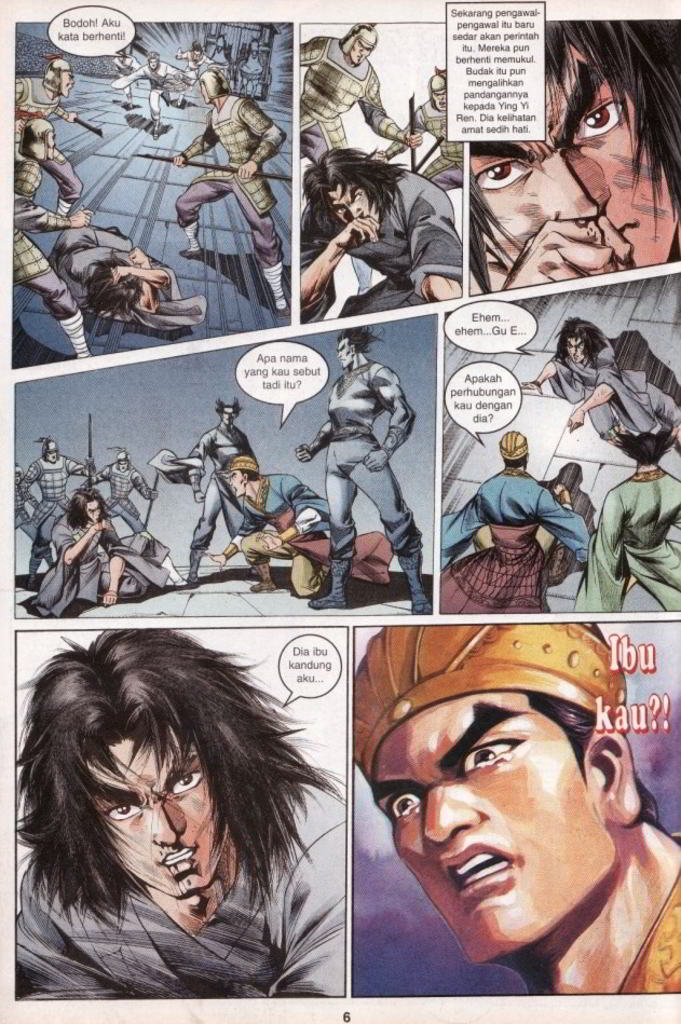 Bodoh! Aku
kata berhenti!
Sekarang pengawal-
pengawal itu baru
sedar akan perintah
itu. Mereka pun
berhenti memukul.
Budak itu pun
mengalihkan
pandangannya
kepada Ying Yi
Ren. Dia kelihatan
amat sedih hati.
Apa nama
yang kau sebut
tadi itu?
Ehem...
ehem...Gu E...
Apakah
perhubungan
kau dengan
dia?
Dia ibu
kandung
aku...
Ibu
kau?!
6